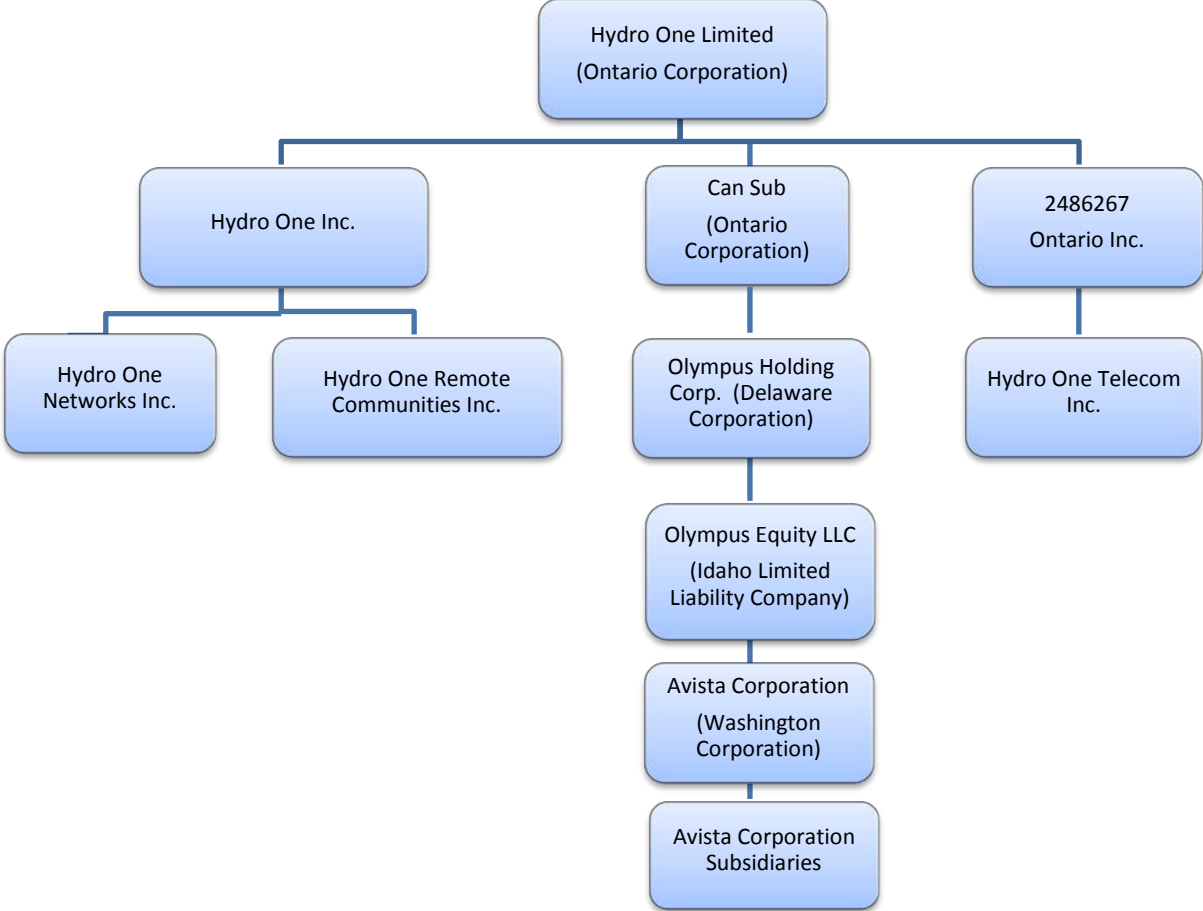 Hydro One Limited
(Ontario Corporation)
Hydro One Inc.
Can Sub
(Ontario
Corporation)
2486267
Ontario Inc.
Hydro One
Networks Inc.
Hydro One Remote
Communities Inc.
Olympus Holding
Corp.  (Delaware
Corporation)
Hydro One Telecom
Inc.
Olympus Equity LLC
(Idaho Limited
Liability Company)
Avista Corporation
(Washington
Corporation)
Avista Corporation
Subsidiaries